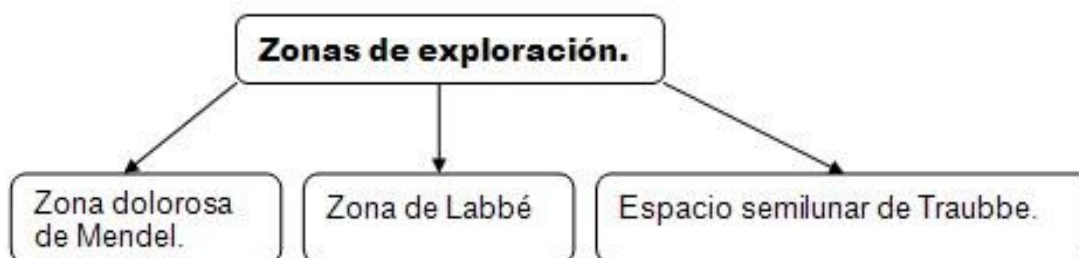 Zonas de exploración.
Zona dolorosa
de Mendel.
Zona de Labbé
Espacio semilunar de Traubbe.